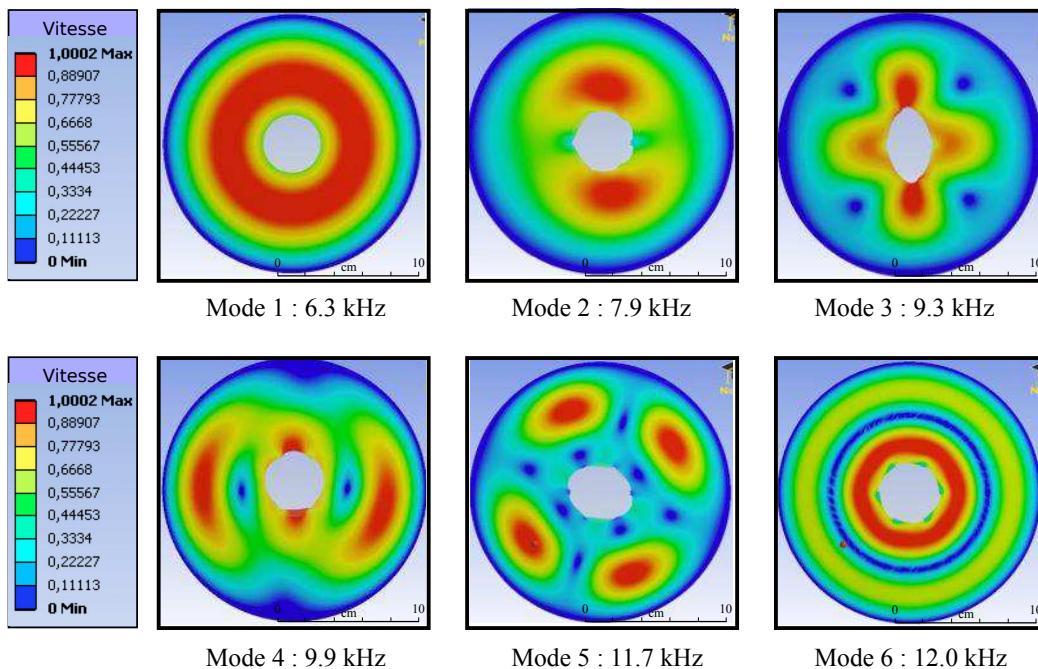 Vitesse
1,0002 Max
0,88907
0,77793
0,6668
0,55567
0,44453
0,3334
0,22227
0,11113
0 Min
0 cm 10
0 cm 10
0 cm 10
Mode 1 : 6.3 kHz
Mode 2 : 7.9 kHz
Mode 3 : 9.3 kHz
Vitesse
1,0002 Max
0,88907
0,77793
0,6668
0,55567
0,44453
0,3334
0,22227
0,11113
0 Min
0 cm 10
0 cm 10
0 cm 10
Mode 4 : 9.9 kHz
Mode 5 : 11.7 kHz
Mode 6 : 12.0 kHz